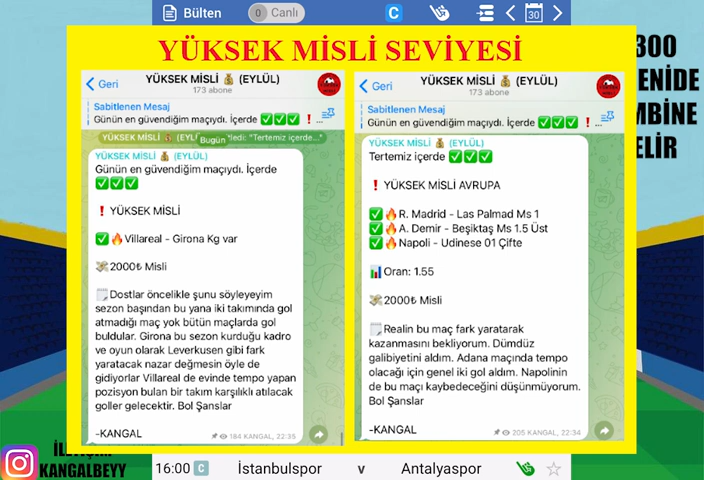 Bülten
0 Canlı
C
30
YÜKSEK MİSLİ SEVİYESİ
Geri
YÜKSEK MİSLİ 💰 (EYLÜL)
173 abone
Sabitlenen Mesaj
Günün en güvendiğim maçıydı. İçerde ✅✅✅ ❗...
Bugün
YÜKSEK MİSLİ 💰 (EYLÜL)
Günün en güvendiğim maçıydı. İçerde
✅✅✅
❗ YÜKSEK MİSLİ
✅🔥Villareal - Girona Kg var
💸2000₺ Misli
🗒️Dostlar öncelikle şunu söyleyeyim
sezon başından bu yana iki takımında gol
atmadığı maç yok bütün maçlarda gol
buldular. Girona bu sezon kurduğu kadro
ve oyun olarak Leverkusen gibi fark
yaratacak nazar değmesin öyle de
gidiyorlar Villareal de evinde tempo yapan
pozisyon bulan bir takım karşılıklı atılacak
goller gelecektir. Bol Şanslar
-KANGAL
184 KANGAL, 22:35
Geri
YÜKSEK MİSLİ 💰 (EYLÜL)
173 abone
Sabitlenen Mesaj
Günün en güvendiğim maçıydı. İçerde ✅✅✅ ❗...
YÜKSEK MİSLİ 💰 (EYLÜL)
Tertemiz içerde ✅✅✅
❗ YÜKSEK MİSLİ AVRUPA
✅🔥R. Madrid - Las Palmad Ms 1
✅🔥A. Demir - Beşiktaş Ms 1.5 Üst
✅🔥Napoli - Udinese 01 Çifte
📊Oran: 1.55
💸2000₺ Misli
🗒️Realin bu maç fark yaratarak
kazanmasını bekliyorum. Dümdüz
galibiyetini aldım. Adana maçında tempo
olacağı için genel iki gol aldım. Napolinin
de bu maçı kaybedeceğini düşünmüyorum.
Bol Şanslar
-KANGAL
205 KANGAL, 22:34
KANGALBEYY
16:00 C İstanbulspor v Antalyaspor